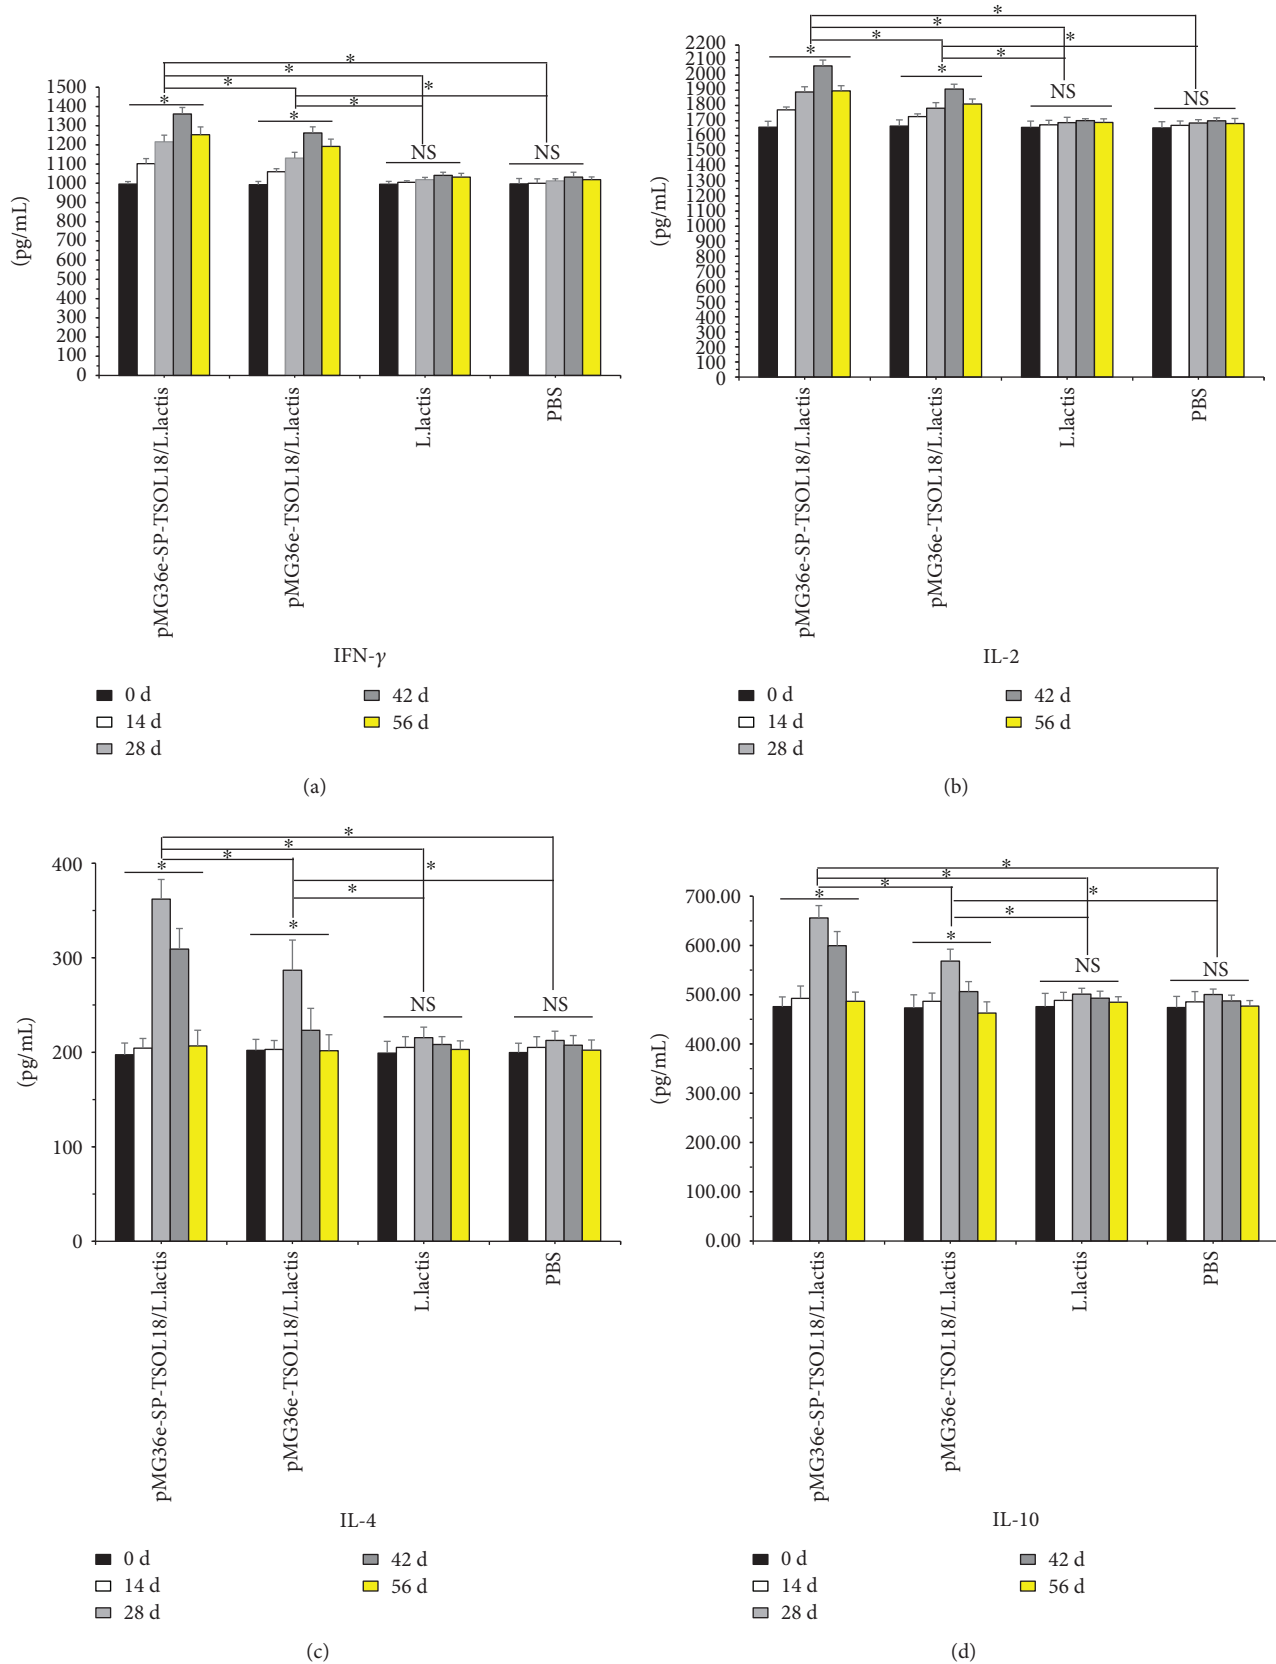 (pg/mL)
1500
1400
1300
1200
1100
1000
900
800
700
600
500
400
300
200
100
0
*
*
*
*
*
*
*
NS
NS
pMG36e-SP-TSOL18/L.lactis
pMG36e-TSOL18/L.lactis
L.lactis
PBS
IFN-γ
0 d
14 d
28 d
42 d
56 d
(a)
(pg/mL)
2200
2100
2000
1900
1800
1700
1600
1500
1400
1300
1200
1100
1000
900
800
700
600
500
400
300
200
100
0
*
*
*
*
*
*
*
NS
NS
pMG36e-SP-TSOL18/L.lactis
pMG36e-TSOL18/L.lactis
L.lactis
PBS
IL-2
0 d
14 d
28 d
42 d
56 d
(b)
(pg/mL)
400
300
200
100
0
*
*
*
*
*
*
*
NS
NS
pMG36e-SP-TSOL18/L.lactis
pMG36e-TSOL18/L.lactis
L.lactis
PBS
IL-4
0 d
14 d
28 d
42 d
56 d
(c)
(pg/mL)
700.00
600.00
500.00
400.00
300.00
200.00
100.00
0.00
*
*
*
*
*
*
*
NS
NS
pMG36e-SP-TSOL18/L.lactis
pMG36e-TSOL18/L.lactis
L.lactis
PBS
IL-10
0 d
14 d
28 d
42 d
56 d
(d)